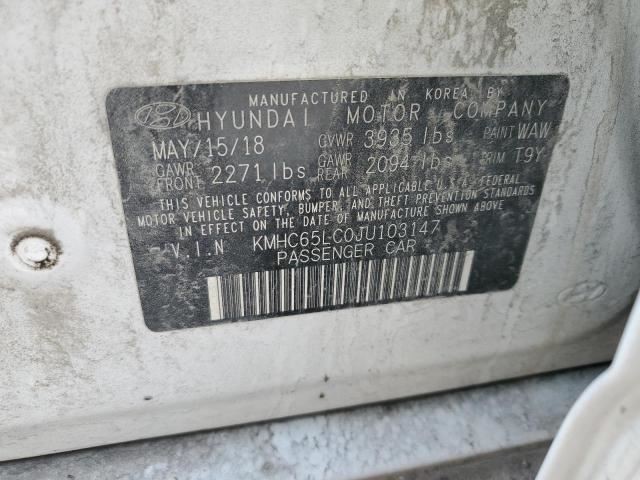 MANUFACTURED IN KOREA BY
HYUNDAI MOTOR COMPANY
MAY/15/18 GVWR 3935 lbs PAINT WAW
GAWR FRONT 2271 lbs GAWR REAR 2094 lbs TRIM T9Y
THIS VEHICLE CONFORMS TO ALL APPLICABLE U.S.A. FEDERAL
MOTOR VEHICLE SAFETY, BUMPER, AND THEFT PREVENTION STANDARDS
IN EFFECT ON THE DATE OF MANUFACTURE SHOWN ABOVE
V.I.N KMHC65LC0JU103147
PASSENGER CAR